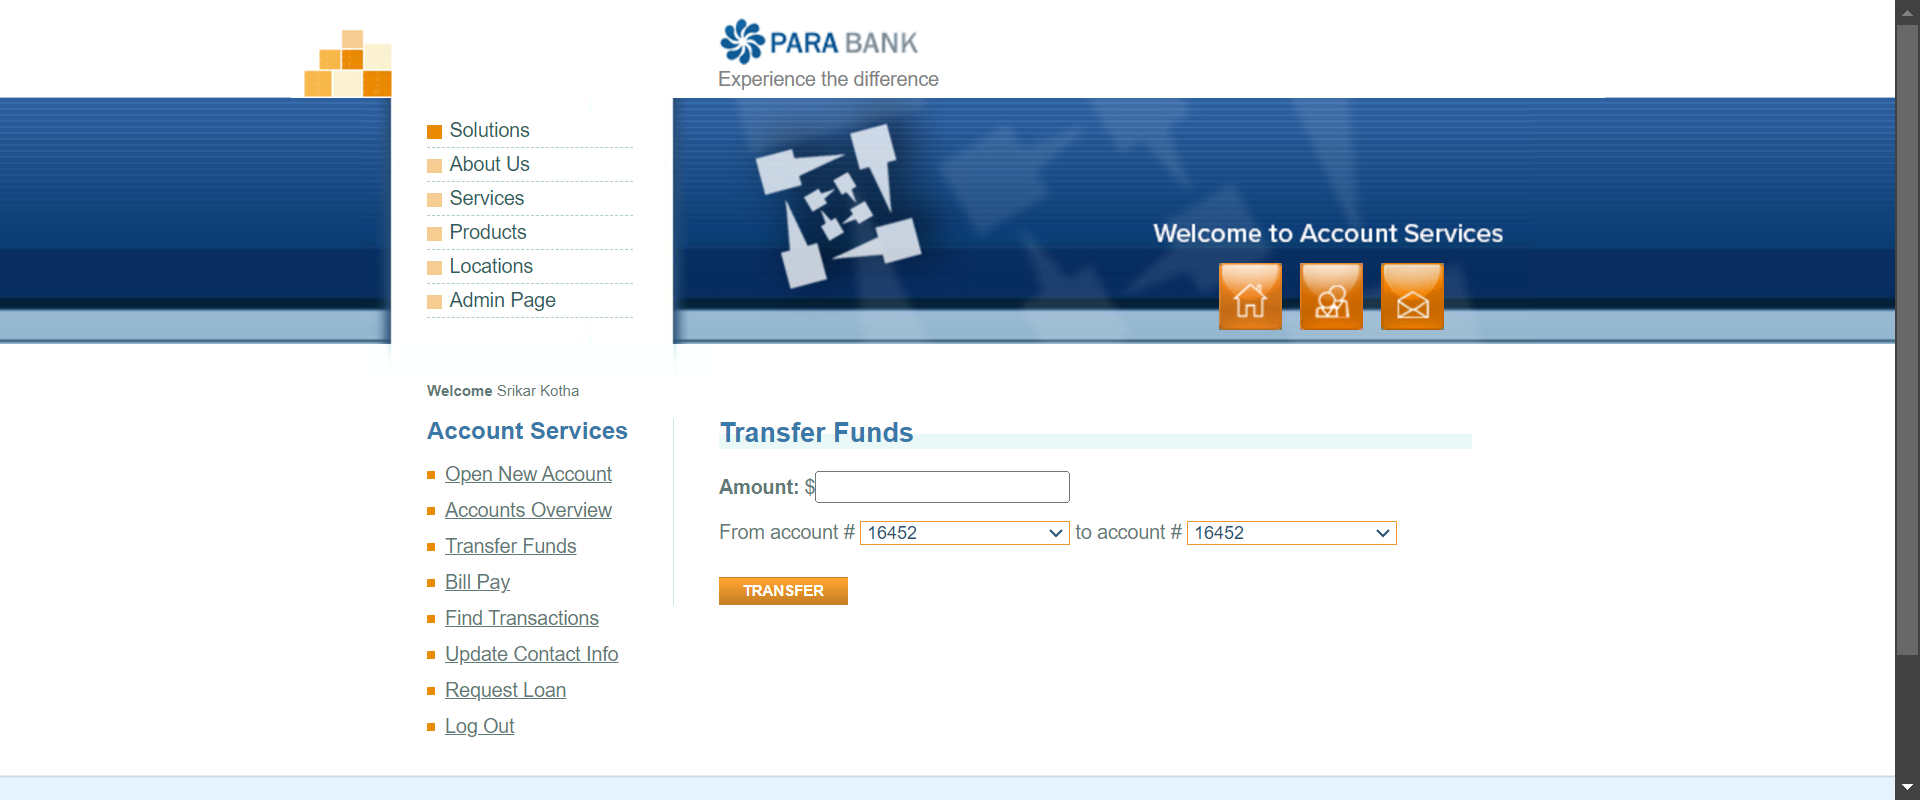 PARA BANK
Experience the difference
Solutions
About Us
Services
Products
Locations
Admin Page
Welcome to Account Services
Welcome Srikar Kotha
Account Services
Open New Account
Accounts Overview
Transfer Funds
Bill Pay
Find Transactions
Update Contact Info
Request Loan
Log Out
Transfer Funds
Amount: $
From account # 16452 to account # 16452
TRANSFER